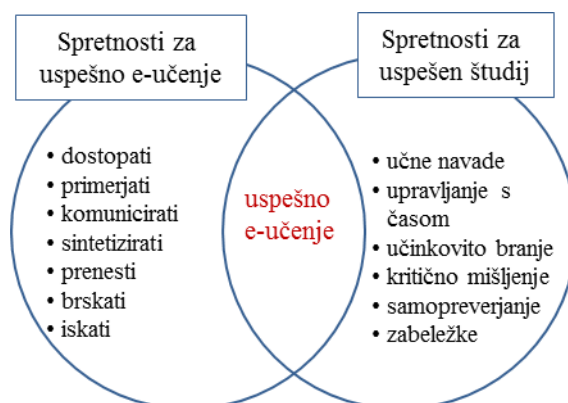 Spretnosti za
uspešno e-učenje
Spretnosti za
uspešen študij
• dostopati
• primerjati
• komunicirati
• sintetizirati
• prenesti
• brskati
• iskati
uspešno
e-učenje
• učne navade
• upravljanje s
časom
• učinkovito branje
• kritično mišljenje
• samopreverjanje
• zabeležke